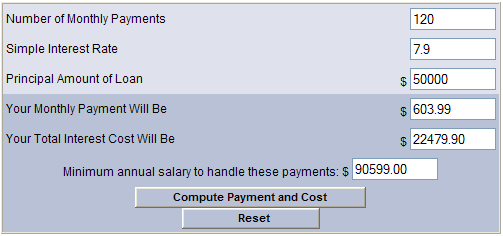 Number of Monthly Payments 120
Simple Interest Rate 7.9
Principal Amount of Loan $ 50000
Your Monthly Payment Will Be $ 603.99
Your Total Interest Cost Will Be $ 22479.90
Minimum annual salary to handle these payments: $ 90599.00
Compute Payment and Cost
Reset